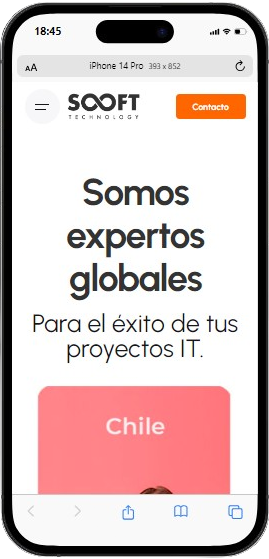 18:45
AA iPhone 14 Pro 393 x 852
SOOFT
TECHNOLOGY
Contacto
Somos
expertos
globales
Para el éxito de tus
proyectos IT.
Chile